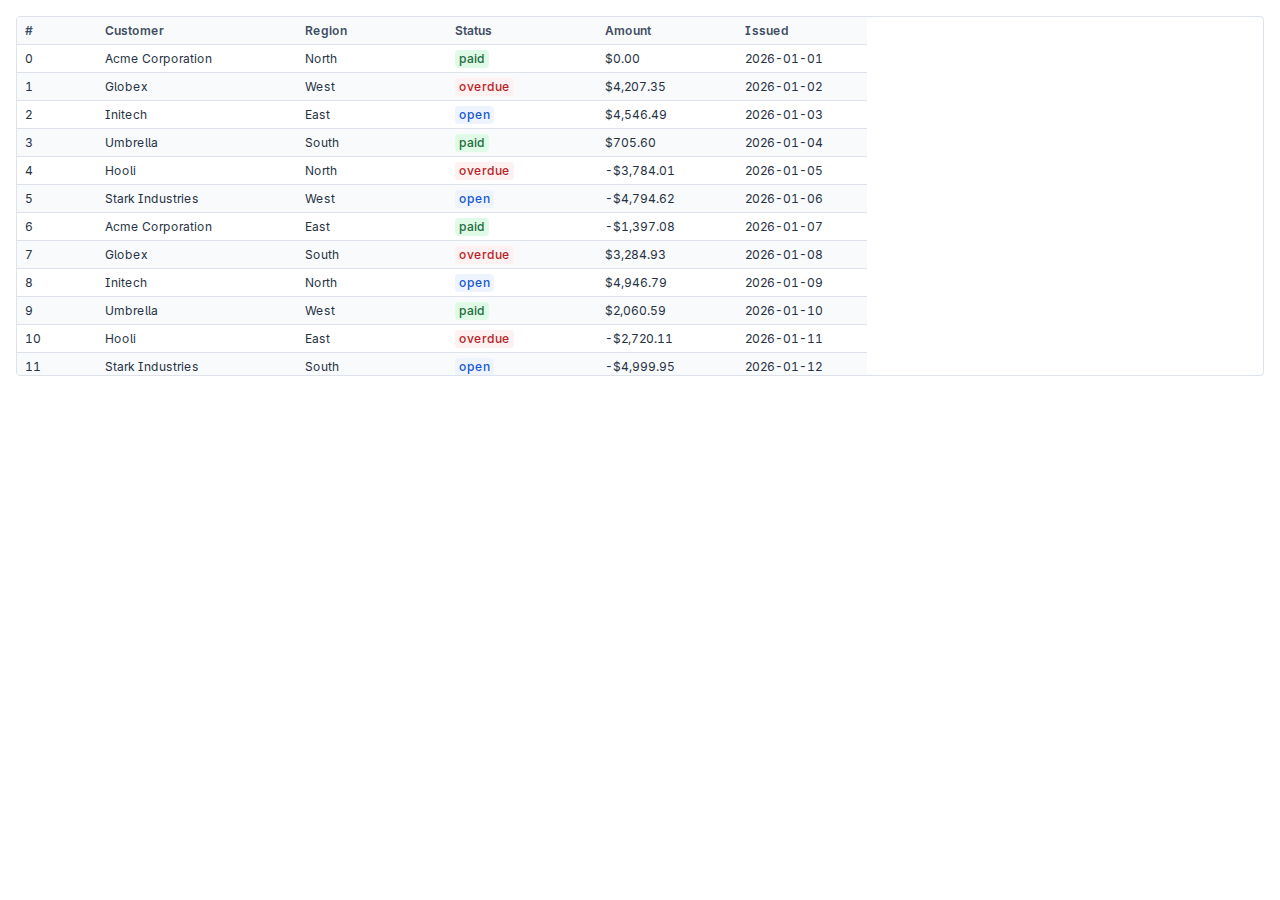 # Customer Region Status Amount Issued
0 Acme Corporation North paid $0.00 2026-01-01
1 Globex West overdue $4,207.35 2026-01-02
2 Initech East open $4,546.49 2026-01-03
3 Umbrella South paid $705.60 2026-01-04
4 Hooli North overdue -$3,784.01 2026-01-05
5 Stark Industries West open -$4,794.62 2026-01-06
6 Acme Corporation East paid -$1,397.08 2026-01-07
7 Globex South overdue $3,284.93 2026-01-08
8 Initech North open $4,946.79 2026-01-09
9 Umbrella West paid $2,060.59 2026-01-10
10 Hooli East overdue -$2,720.11 2026-01-11
11 Stark Industries South open -$4,999.95 2026-01-12